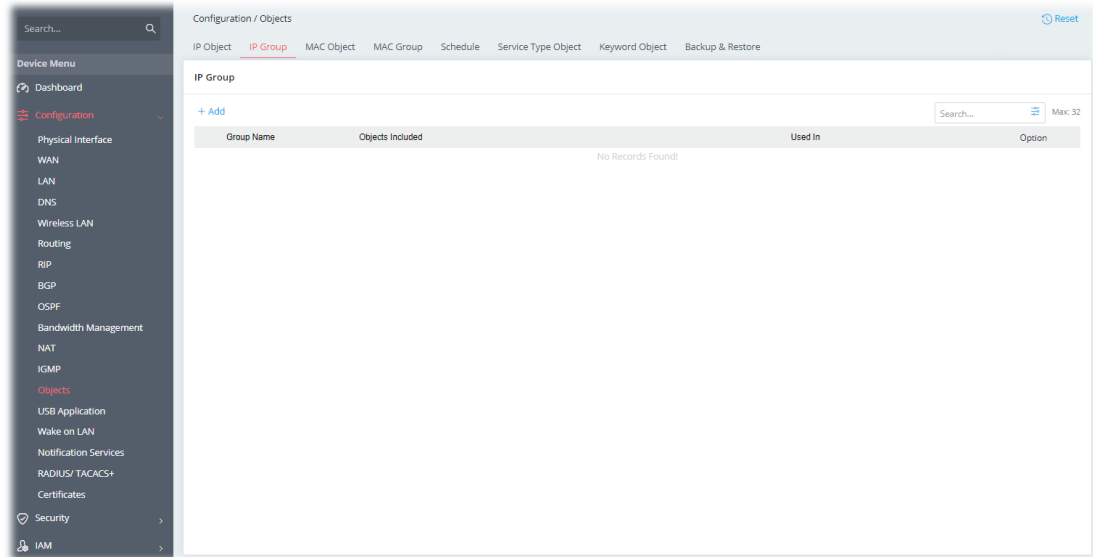 Search...
Device Menu
Dashboard
Configuration
Physical Interface
WAN
LAN
DNS
Wireless LAN
Routing
RIP
BGP
OSPF
Bandwidth Management
NAT
IGMP
Objects
USB Application
Wake on LAN
Notification Services
RADIUS/ TACACS+
Certificates
Security
IAM
Configuration / Objects
Reset
IP Object IP Group MAC Object MAC Group Schedule Service Type Object Keyword Object Backup & Restore
IP Group
+ Add
Search...
Max: 32
Group Name Objects Included Used In Option
No Records Found!